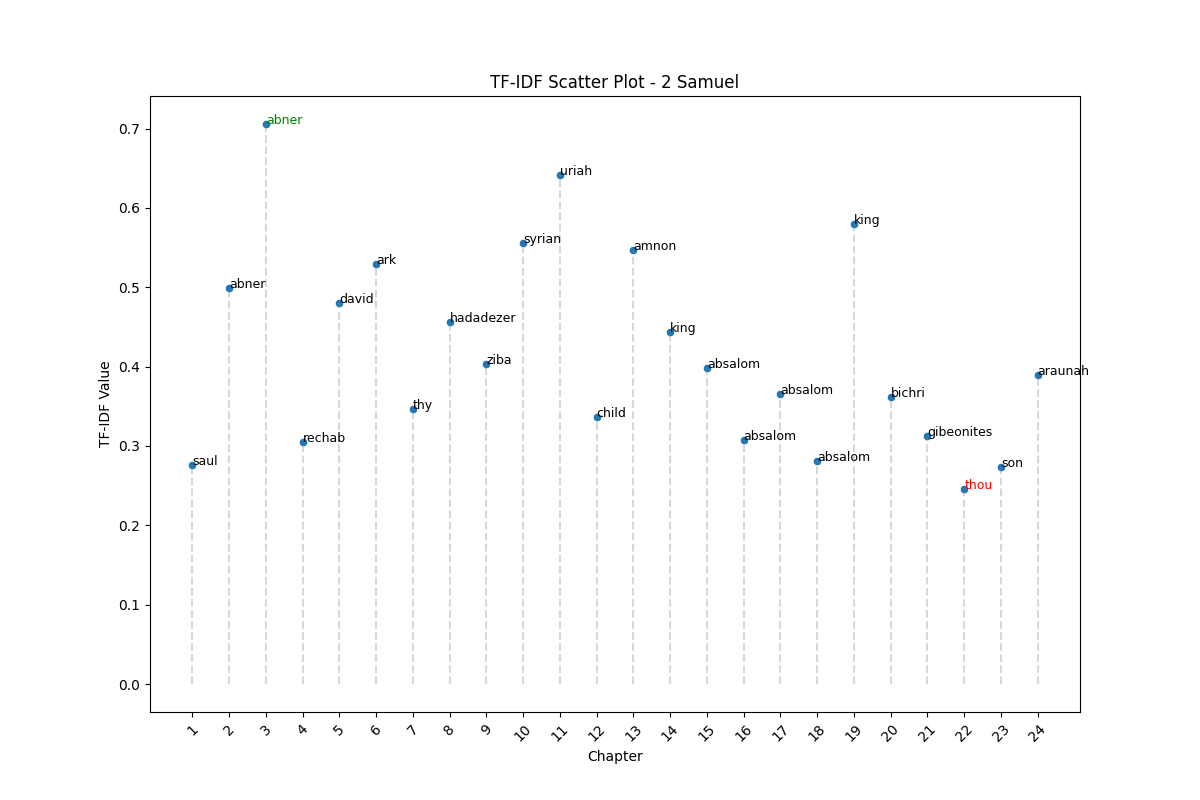 TF-IDF Scatter Plot - 2 Samuel
TF-IDF Value
0.7
0.6
0.5
0.4
0.3
0.2
0.1
0.0
saul
abner
abner
rechab
david
ark
thy
hadadezer
ziba
syrian
uriah
child
amnon
king
absalom
absalom
absalom
absalom
king
bichri
gibeonites
thou
son
araunah
1 2 3 4 5 6 7 8 9 10 11 12 13 14 15 16 17 18 19 20 21 22 23 24
Chapter